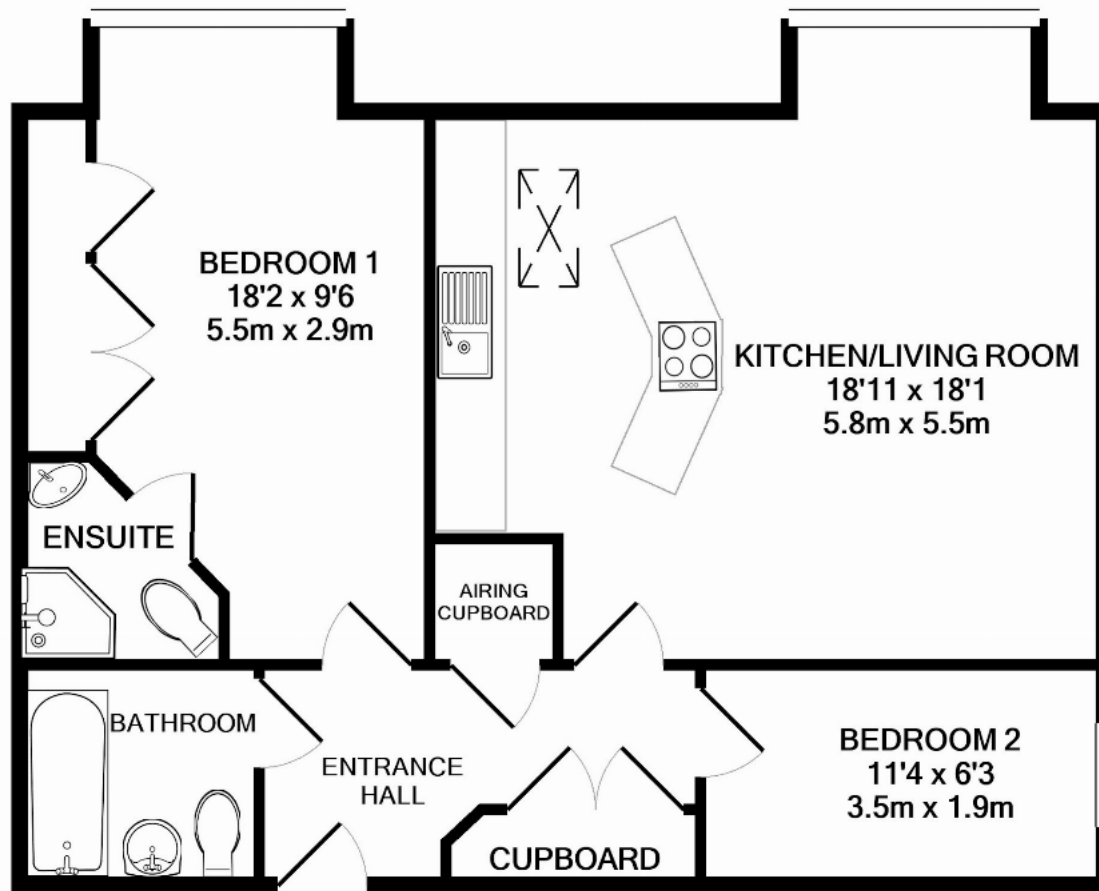 BEDROOM 1
18'2 x 9'6
5.5m x 2.9m
KITCHEN/LIVING ROOM
18'11 x 18'1
5.8m x 5.5m
ENSUITE
AIRING
CUPBOARD
BATHROOM
ENTRANCE
HALL
BEDROOM 2
11'4 x 6'3
3.5m x 1.9m
CUPBOARD